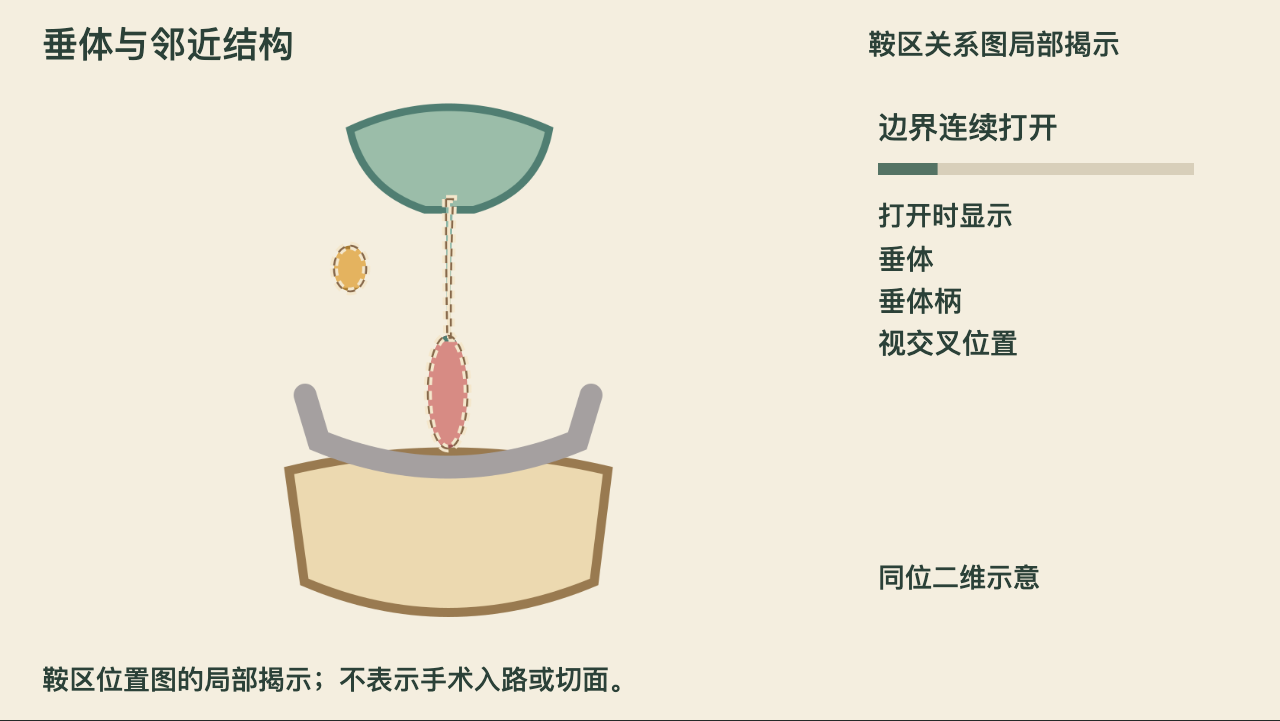 垂体与邻近结构
鞍区关系图局部揭示
边界连续打开
打开时显示
垂体
垂体柄
视交叉位置
同位二维示意
鞍区位置图的局部揭示；不表示手术入路或切面。